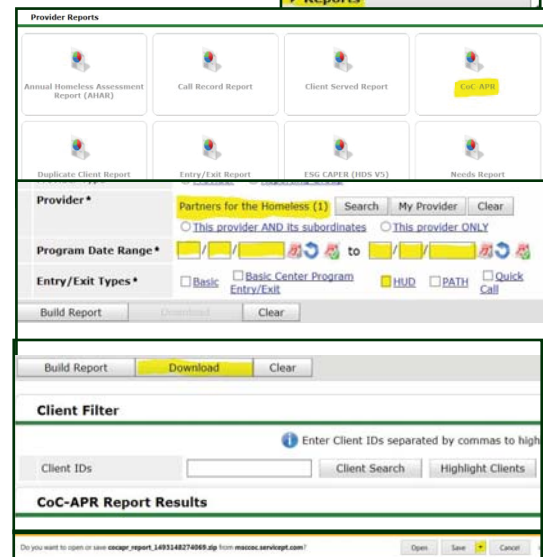 Reports
Provider Reports
Annual Homeless Assessment Report (AHAR)
Call Record Report
Client Served Report
CoC-APR
Duplicate Client Report
Entry/Exit Report
ESG CAPER (HDS V5)
Needs Report
Provider* Partners for the Homeless (1) Search My Provider Clear
This provider AND its subordinates This provider ONLY
Program Date Range* / / to / /
Entry/Exit Types* Basic Basic Center Program Entry/Exit HUD PATH Quick Call
Build Report Download Clear
Build Report Download Clear
Client Filter
Enter Client IDs separated by commas to high
Client IDs Client Search Highlight Clients
CoC-APR Report Results
Do you want to open or save cocapr_report_1493148274069.zip from msccoc.servicept.com? Open Save Cancel